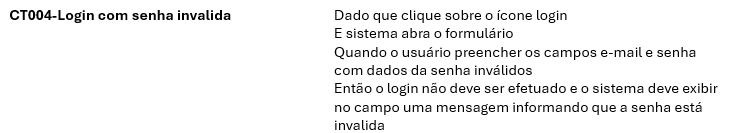 CT004-Login com senha invalida
Dado que clique sobre o ícone login
E sistema abra o formulário
Quando o usuário preencher os campos e-mail e senha
com dados da senha inválidos
Então o login não deve ser efetuado e o sistema deve exibir
no campo uma mensagem informando que a senha está
invalida